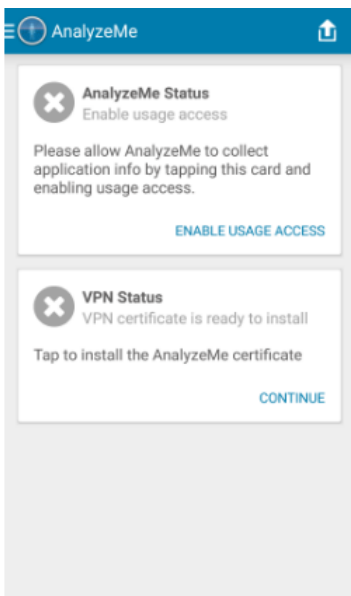 AnalyzeMe
AnalyzeMe Status
Enable usage access
Please allow AnalyzeMe to collect
application info by tapping this card and
enabling usage access.
ENABLE USAGE ACCESS
VPN Status
VPN certificate is ready to install
Tap to install the AnalyzeMe certificate
CONTINUE